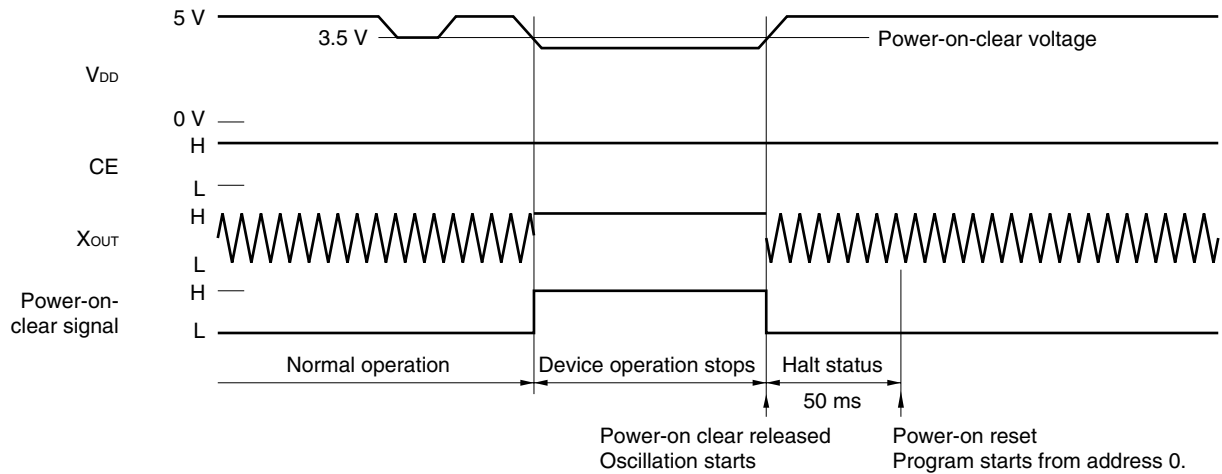 5 V
3.5 V
Power-on-clear voltage
VDD
0 V
H
CE
L
H
XOUT
L
H
Power-on-
clear signal
L
Normal operation
Device operation stops
Halt status
50 ms
Power-on clear released
Oscillation starts
Power-on reset
Program starts from address 0.